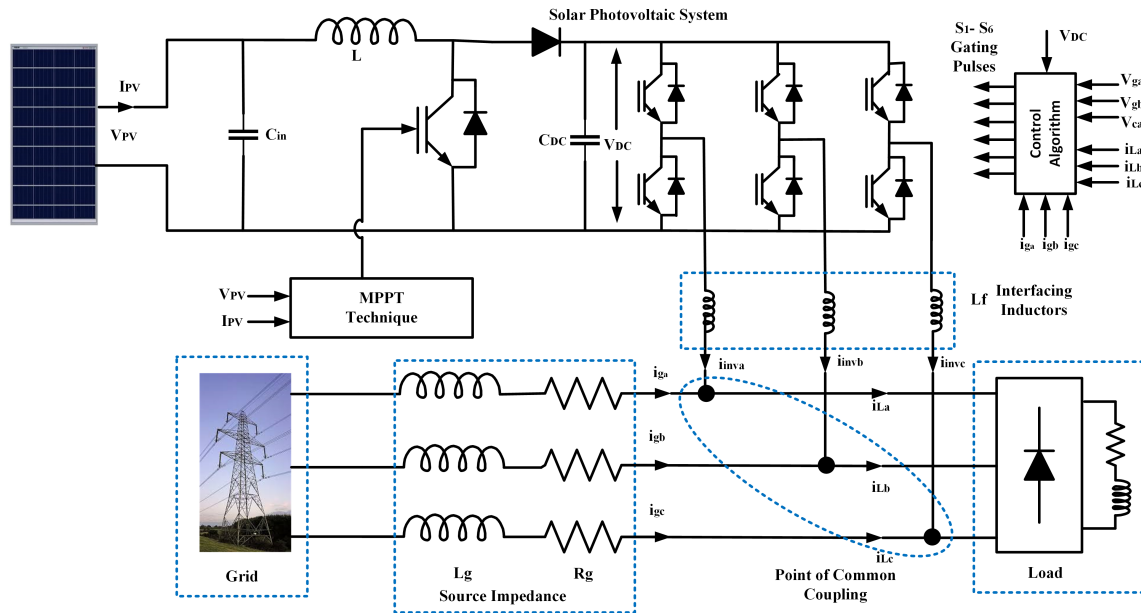 Solar Photovoltaic System
L
IPV
VPV
Cin
CDC
VDC
S1- S6
Gating
Pulses
VDC
Control
Algorithm
Vga
Vgb
Vca
iLa
iLb
iLc
iga
igb
igc
VPV
IPV
MPPT
Technique
Lf
Interfacing
Inductors
iinva
iinvb
iinvc
iga
igb
igc
iLa
iLb
iLc
Grid
Lg
Rg
Source Impedance
Point of Common
Coupling
Load